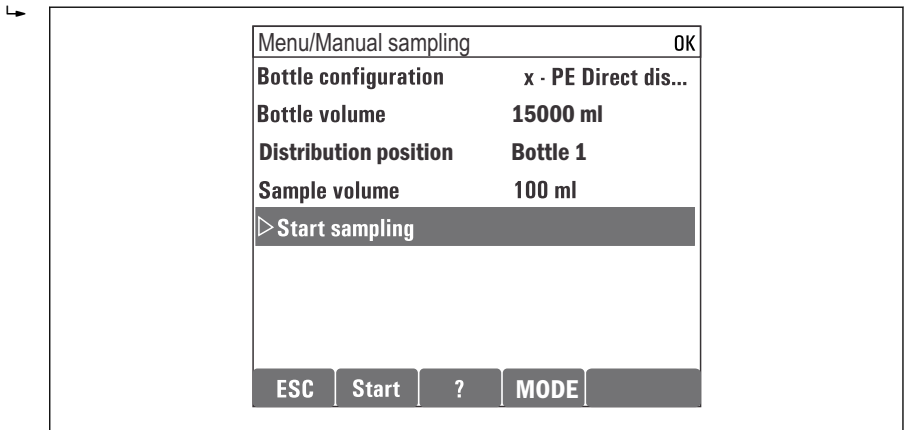 Menu/Manual sampling OK
Bottle configuration x - PE Direct dis...
Bottle volume 15000 ml
Distribution position Bottle 1
Sample volume 100 ml
▷Start sampling
ESC Start ? MODE